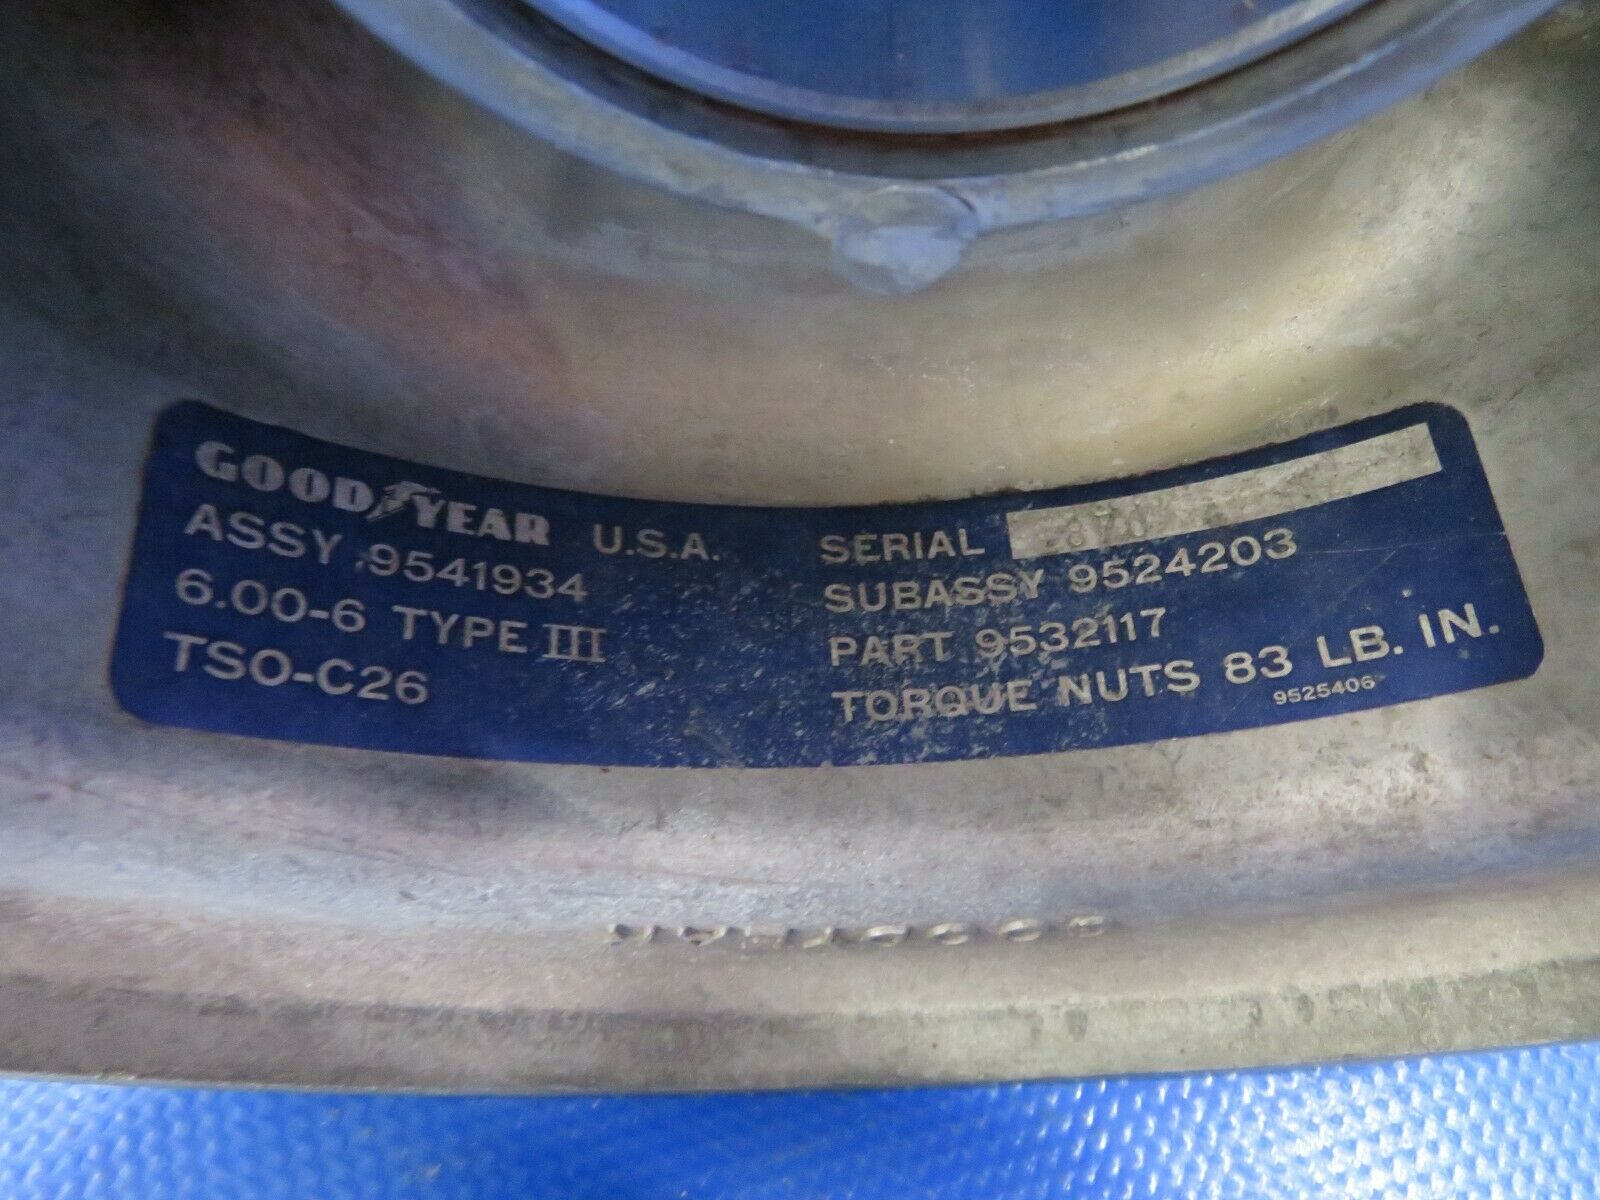 GOODYEAR U.S.A.
ASSY 9541934
6.00-6 TYPE III
TSO-C26
SERIAL
SUBASSY 9524203
PART 9532117
TORQUE NUTS 83 LB. IN.
9525406